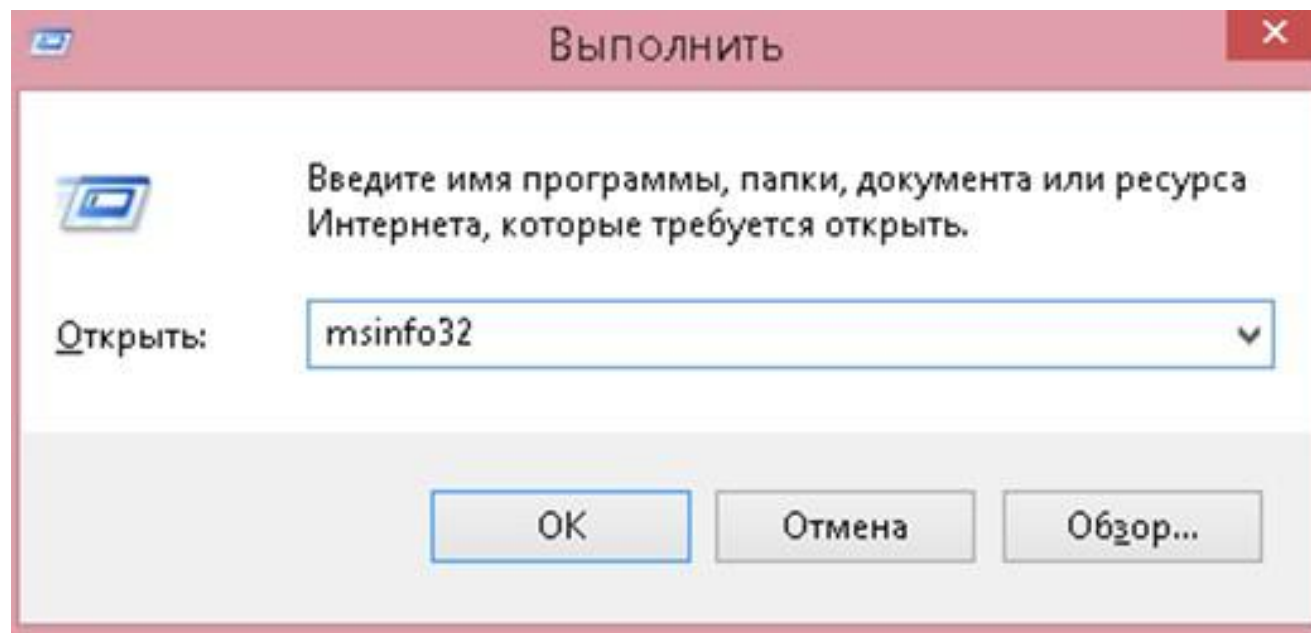 Выполнить
Введите имя программы, папки, документа или ресурса
Интернета, которые требуется открыть.
Открыть: msinfo32
OK Отмена Обзор...